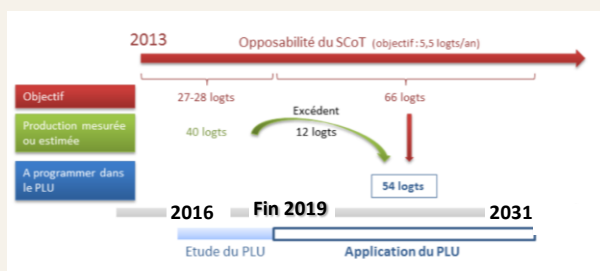 2013
Opposabilité du SCoT (objectif : 5,5 logts/an)
Objectif
27-28 logts
66 logts
Production mesurée
ou estimée
40 logts
Excédent
12 logts
A programmer dans
le PLU
54 logts
2016
Fin 2019
2031
Etude du PLU
Application du PLU